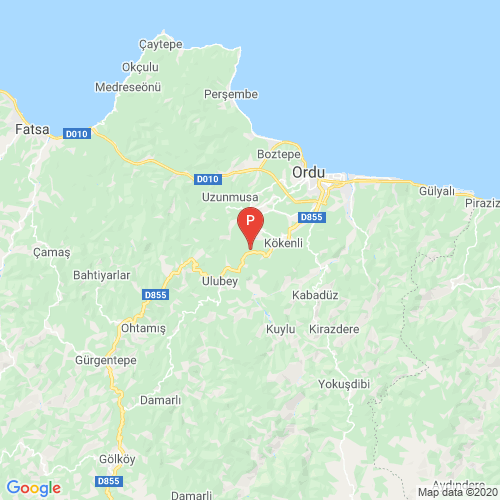 Çaytepe
Okçulu
Medreseönü
Perşembe
Fatsa
D010
Boztepe
Ordu
D010
Gülyalı
Uzunmusa
Piraziz
D855
P
Kökenli
Çamaş
Bahtiyarlar
Ulubey
D855
Kabadüz
Ohtamış
Kuylu
Kirazdere
Gürgentepe
Yokuşdibi
Damarlı
Gölköy
D855
Aydındere
Google
Map data ©2020